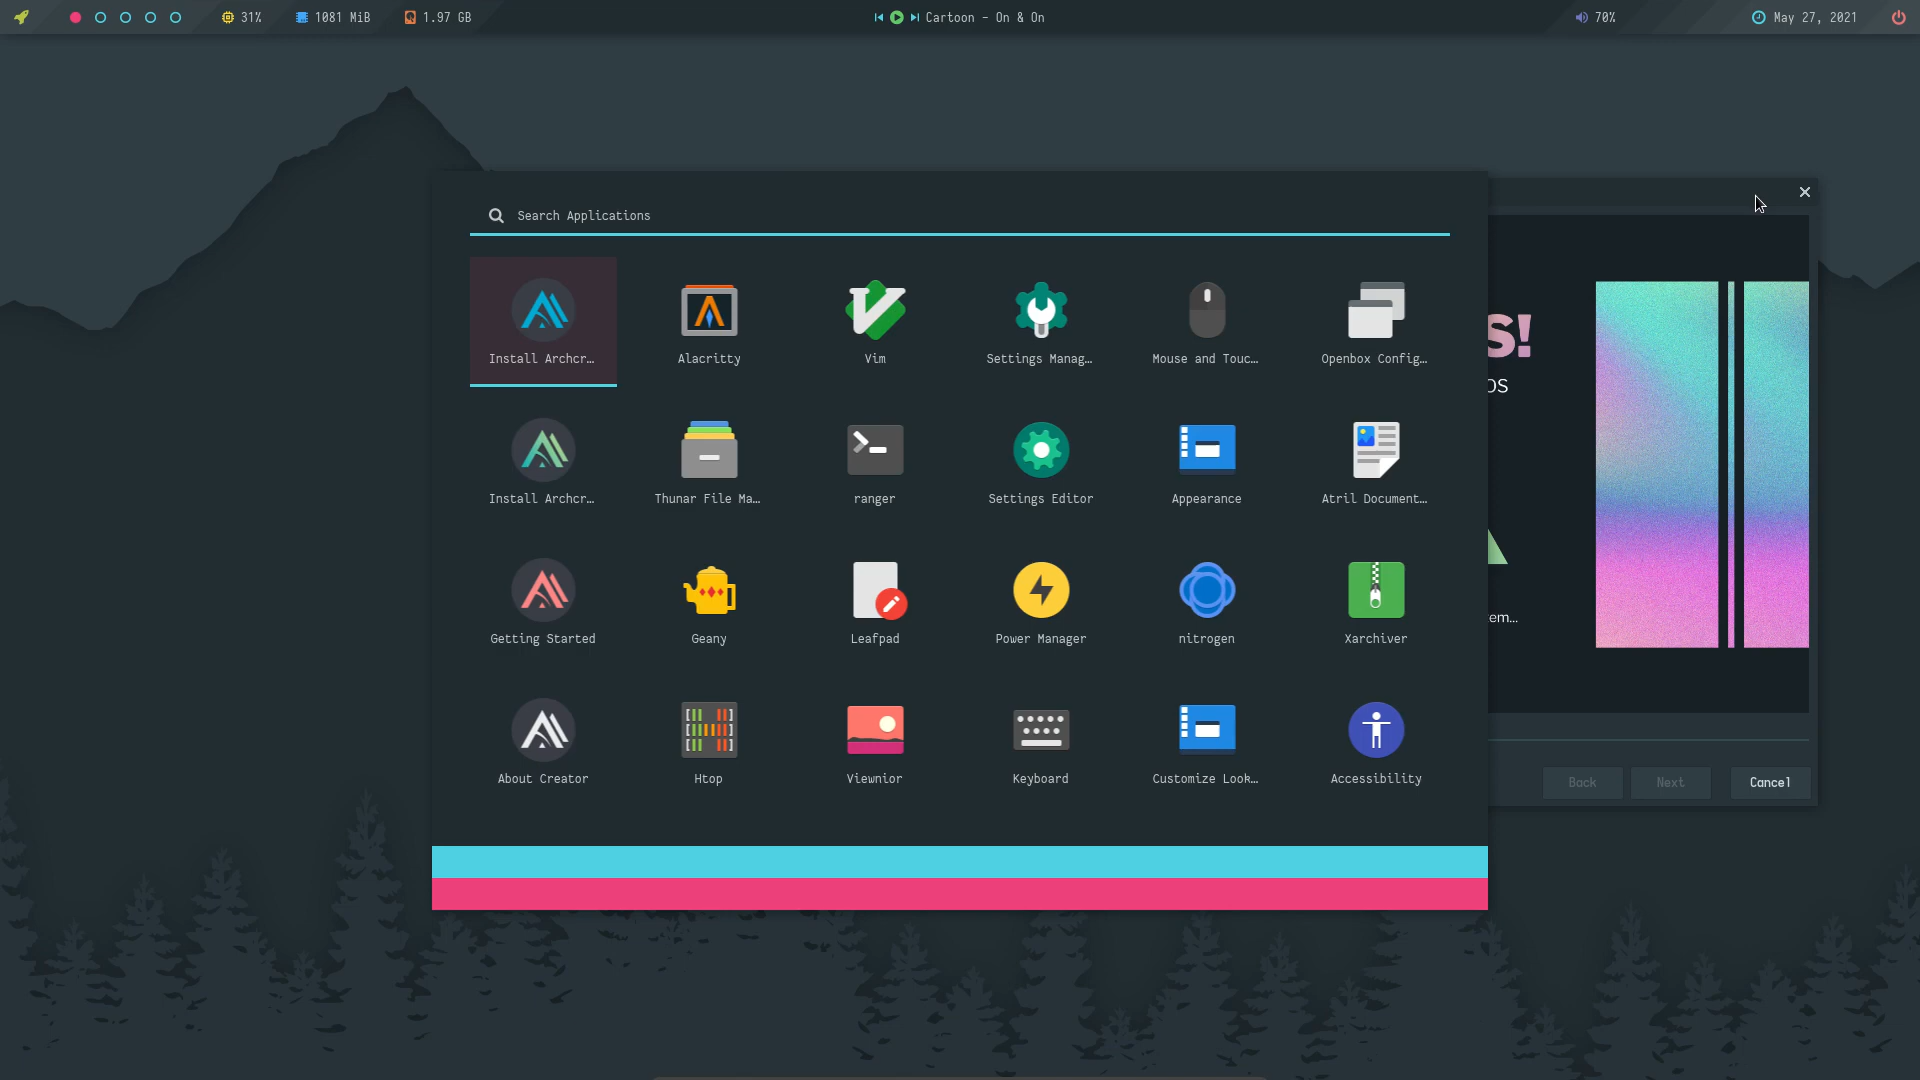 31%
1081 MiB
1.97 GB
Cartoon - On & On
70%
May 27, 2021
Search Applications
Install Archcr…
Alacritty
Vim
Settings Manag…
Mouse and Touc…
Openbox Config…
S!
OS
Install Archcr…
Thunar File Ma…
ranger
Settings Editor
Appearance
Atril Document…
Getting Started
Geany
Leafpad
Power Manager
nitrogen
Xarchiver
em...
About Creator
Htop
Viewnior
Keyboard
Customize Look…
Accessibility
Back
Next
Cancel